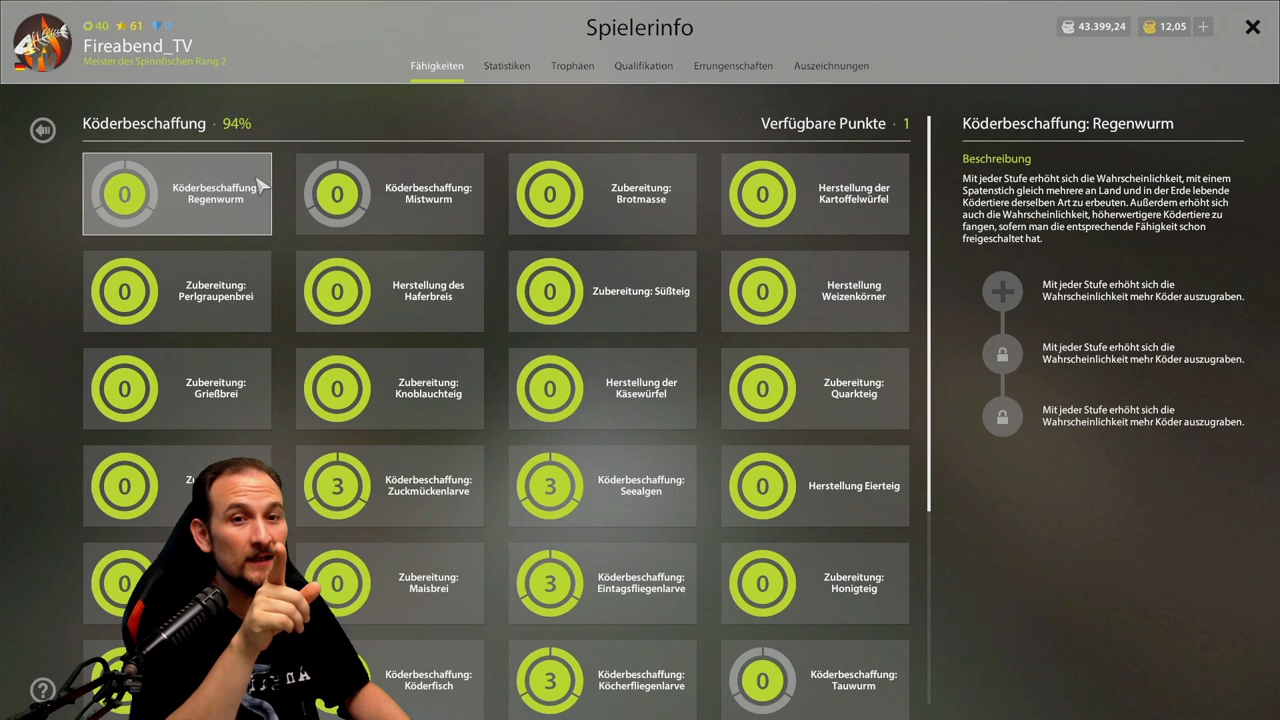 40 61 0
Fireabend_TV
Meister des Spinnfischen Rang 2
Spielerinfo
43.399,24 12,05 +
Fähigkeiten Statistiken Trophäen Qualifikation Errungenschaften Auszeichnungen
Köderbeschaffung · 94%
Verfügbare Punkte · 1
0 Köderbeschaffung:
Regenwurm
0 Köderbeschaffung:
Mistwurm
0 Zubereitung:
Brotmasse
0 Herstellung der
Kartoffelwürfel
0 Zubereitung:
Perlgraupenbrei
0 Herstellung des
Haferbreis
0 Zubereitung: Süßteig
0 Herstellung
Weizenkörner
0 Zubereitung:
Grießbrei
0 Zubereitung:
Knoblauchteig
0 Herstellung der
Käsewürfel
0 Zubereitung:
Quarkteig
0
3 Köderbeschaffung:
Zuckmückenlarve
3 Köderbeschaffung:
Seealgen
0 Herstellung Eierteig
0
0 Zubereitung:
Maisbrei
3 Köderbeschaffung:
Eintagsfliegenlarve
0 Zubereitung:
Honigteig
Köderbeschaffung:
Köderfisch
3 Köderbeschaffung:
Köcherfliegenlarve
0 Köderbeschaffung:
Tauwurm
Köderbeschaffung: Regenwurm
Beschreibung
Mit jeder Stufe erhöht sich die Wahrscheinlichkeit, mit einem
Spatenstich gleich mehrere an Land und in der Erde lebende
Ködertiere derselben Art zu erbeuten. Außerdem erhöht sich
auch die Wahrscheinlichkeit, höherwertigere Ködertiere zu
fangen, sofern man die entsprechende Fähigkeit schon
freigeschaltet hat.
Mit jeder Stufe erhöht sich die
Wahrscheinlichkeit mehr Köder auszugraben.
Mit jeder Stufe erhöht sich die
Wahrscheinlichkeit mehr Köder auszugraben.
Mit jeder Stufe erhöht sich die
Wahrscheinlichkeit mehr Köder auszugraben.
?